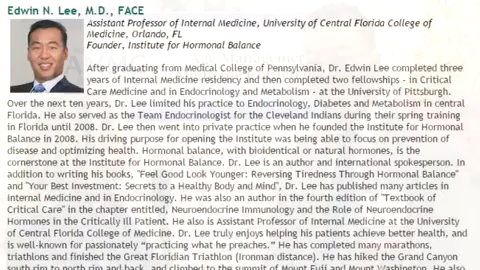 Edwin N. Lee, M.D., FACE
Assistant Professor of Internal Medicine, University of Central Florida College of
Medicine, Orlando, FL
Founder, Institute for Hormonal Balance
After graduating from Medical College of Pennsylvania, Dr. Edwin Lee completed three
years of Internal Medicine residency and then completed two fellowships - in Critical
Care Medicine and in Endocrinology and Metabolism - at the University of Pittsburgh.
Over the next ten years, Dr. Lee limited his practice to Endocrinology, Diabetes and Metabolism in central
Florida. He also served as the Team Endocrinologist for the Cleveland Indians during their spring training
in Florida until 2008. Dr. Lee then went into private practice when he founded the Institute for Hormonal
Balance in 2008. His driving purpose for opening the Institute was being able to focus on prevention of
disease and optimizing health. Hormonal balance, with bioidentical or natural hormones, is the
cornerstone at the Institute for Hormonal Balance. Dr. Lee is an author and international spokesperson. In
addition to writing his books, "Feel Good Look Younger: Reversing Tiredness Through Hormonal Balance"
and "Your Best Investment: Secrets to a Healthy Body and Mind", Dr. Lee has published many articles in
Internal Medicine and in Endocrinology. He was also an author in the fourth edition of "Textbook of
Critical Care" in the chapter entitled, Neuroendocrine Immunology and the Role of Neuroendocrine
Hormones in the Critically Ill Patient. He also is Assistant Professor of Internal Medicine at the University
of Central Florida College of Medicine. Dr. Lee truly enjoys helping his patients achieve better health, and
is well-known for passionately “practicing what he preaches.” He has completed many marathons,
triathlons and finished the Great Floridian Triathlon (Ironman distance). He has hiked the Grand Canyon
south rim to north rim and back, and climbed to the summit of Mount Fuji and Mount Washington. He also